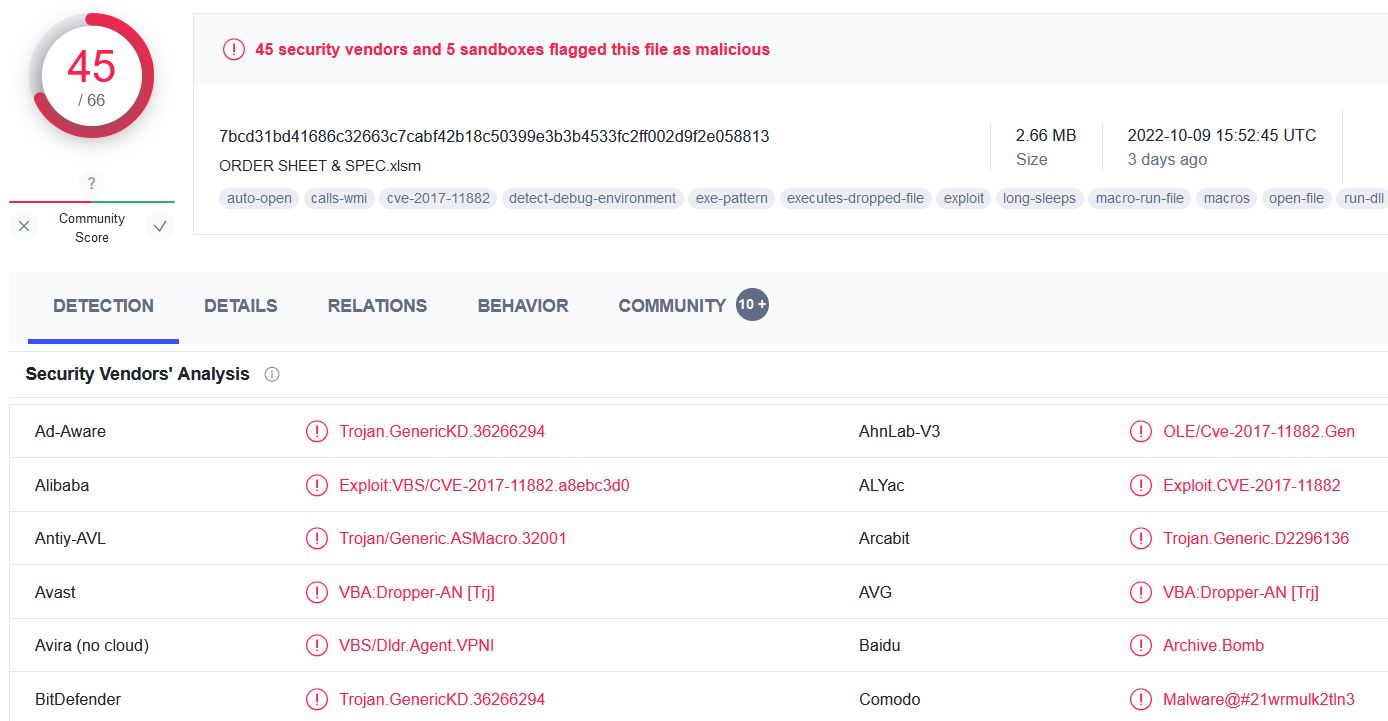 45
/ 66
?
Community
Score
45 security vendors and 5 sandboxes flagged this file as malicious
7bcd31bd41686c32663c7cabf42b18c50399e3b3b4533fc2ff002d9f2e058813
ORDER SHEET & SPEC.xlsm
2.66 MB
Size
2022-10-09 15:52:45 UTC
3 days ago
auto-open calls-wmi cve-2017-11882 detect-debug-environment exe-pattern executes-dropped-file exploit long-sleeps macro-run-file macros open-file run-dll
DETECTION DETAILS RELATIONS BEHAVIOR COMMUNITY 10 +
Security Vendors' Analysis
Ad-Aware Trojan.GenericKD.36266294 AhnLab-V3 OLE/Cve-2017-11882.Gen
Alibaba Exploit:VBS/CVE-2017-11882.a8ebc3d0 ALYac Exploit.CVE-2017-11882
Antiy-AVL Trojan/Generic.ASMacro.32001 Arcabit Trojan.Generic.D2296136
Avast VBA:Dropper-AN [Trj] AVG VBA:Dropper-AN [Trj]
Avira (no cloud) VBS/Dldr.Agent.VPNI Baidu Archive.Bomb
BitDefender Trojan.GenericKD.36266294 Comodo Malware@#21wrmulk2tln3